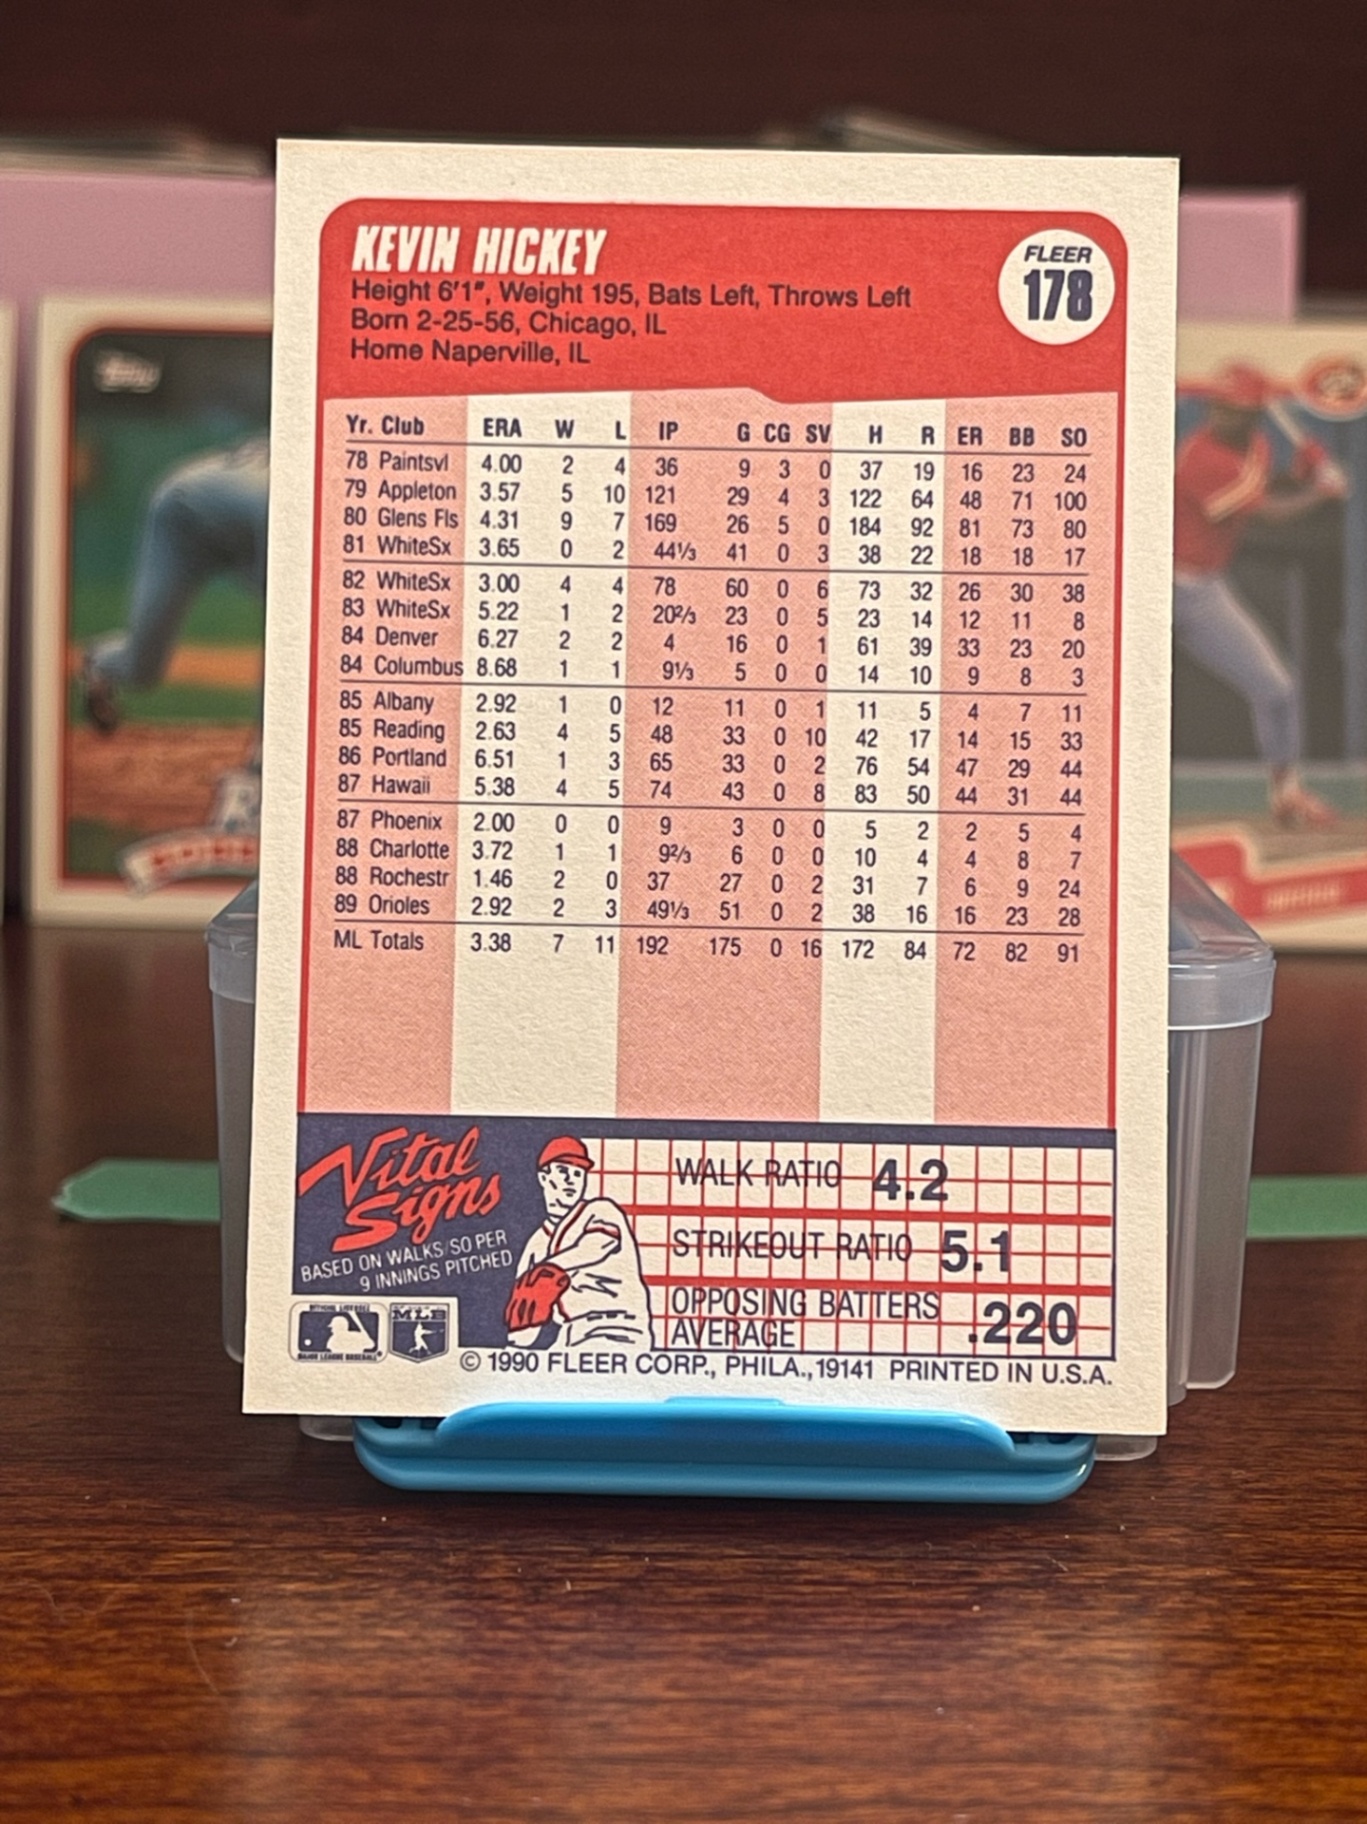 KEVIN HICKEY
Height 6'1", Weight 195, Bats Left, Throws Left
Born 2-25-56, Chicago, IL
Home Naperville, IL
FLEER
178
Yr. Club ERA W L IP G CG SV H R ER BB SO
78 Paintsvl 4.00 2 4 36 9 3 0 37 19 16 23 24
79 Appleton 3.57 5 10 121 29 4 3 122 64 48 71 100
80 Glens Fls 4.31 9 7 169 26 5 0 184 92 81 73 80
81 WhiteSx 3.65 0 2 44⅓ 41 0 3 38 22 18 18 17
82 WhiteSx 3.00 4 4 78 60 0 6 73 32 26 30 38
83 WhiteSx 5.22 1 2 20⅔ 23 0 5 23 14 12 11 8
84 Denver 6.27 2 2 4 16 0 1 61 39 33 23 20
84 Columbus 8.68 1 1 9⅓ 5 0 0 14 10 9 8 3
85 Albany 2.92 1 0 12 11 0 1 11 5 4 7 11
85 Reading 2.63 4 5 48 33 0 10 42 17 14 15 33
86 Portland 6.51 1 3 65 33 0 2 76 54 47 29 44
87 Hawaii 5.38 4 5 74 43 0 8 83 50 44 31 44
87 Phoenix 2.00 0 0 9 3 0 0 5 2 2 5 4
88 Charlotte 3.72 1 1 9⅔ 6 0 0 10 4 4 8 7
88 Rochestr 1.46 2 0 37 27 0 2 31 7 6 9 24
89 Orioles 2.92 2 3 49⅓ 51 0 2 38 16 16 23 28
ML Totals 3.38 7 11 192 175 0 16 172 84 72 82 91
Vital
Signs
BASED ON WALKS/SO PER
9 INNINGS PITCHED
WALK RATIO 4.2
STRIKEOUT RATIO 5.1
OPPOSING BATTERS
AVERAGE .220
MLB
© 1990 FLEER CORP., PHILA., 19141 PRINTED IN U.S.A.
Topps